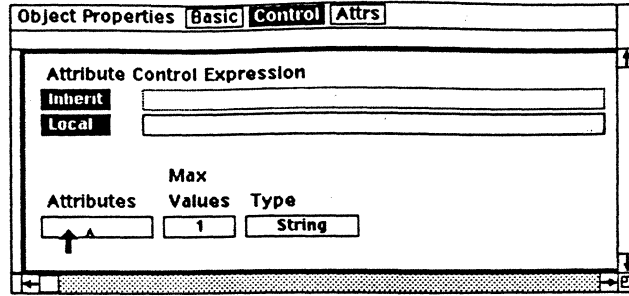 Object Properties Basic Control Attrs
Attribute Control Expression
Inherit
Local
Max
Attributes Values Type
1 String